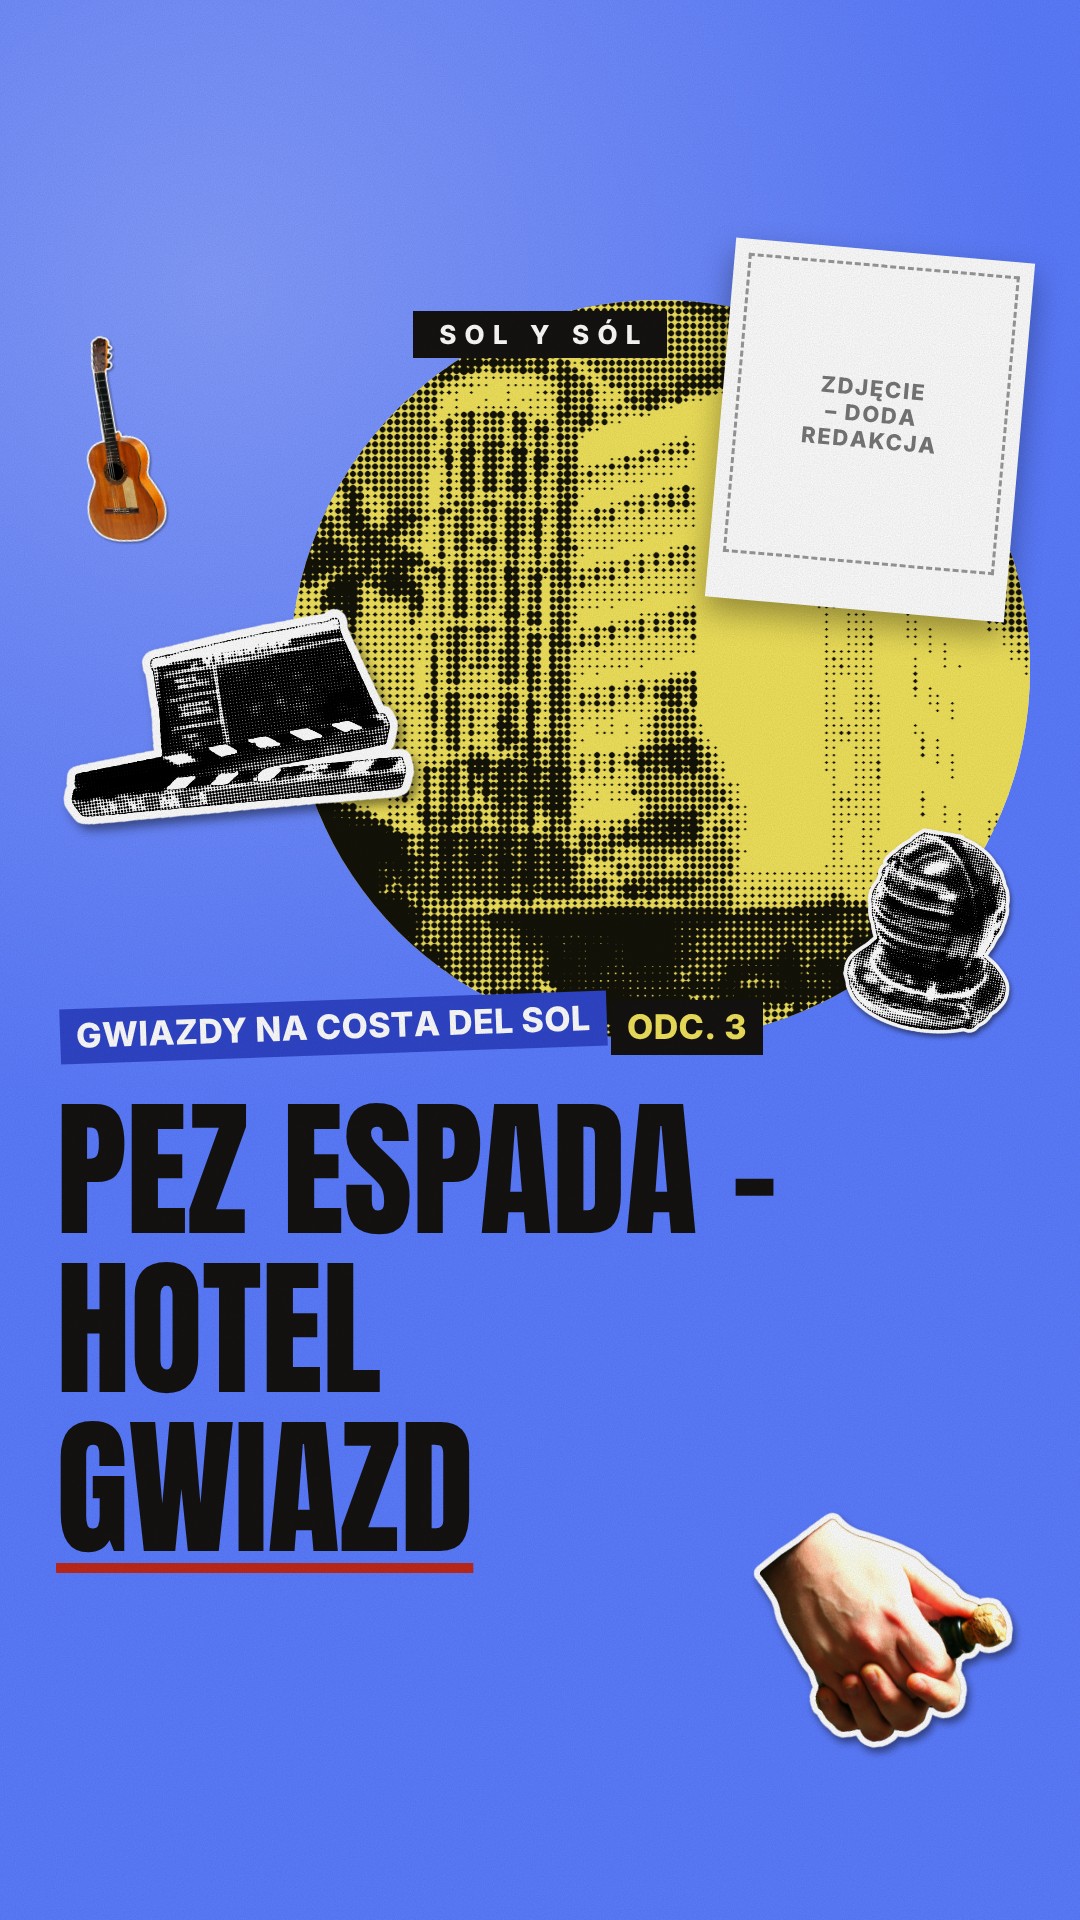 SOL Y SÓL
ZDJĘCIE
– DODA
REDAKCJA
GWIAZDY NA COSTA DEL SOL
ODC. 3
PEZ ESPADA –
HOTEL
GWIAZD